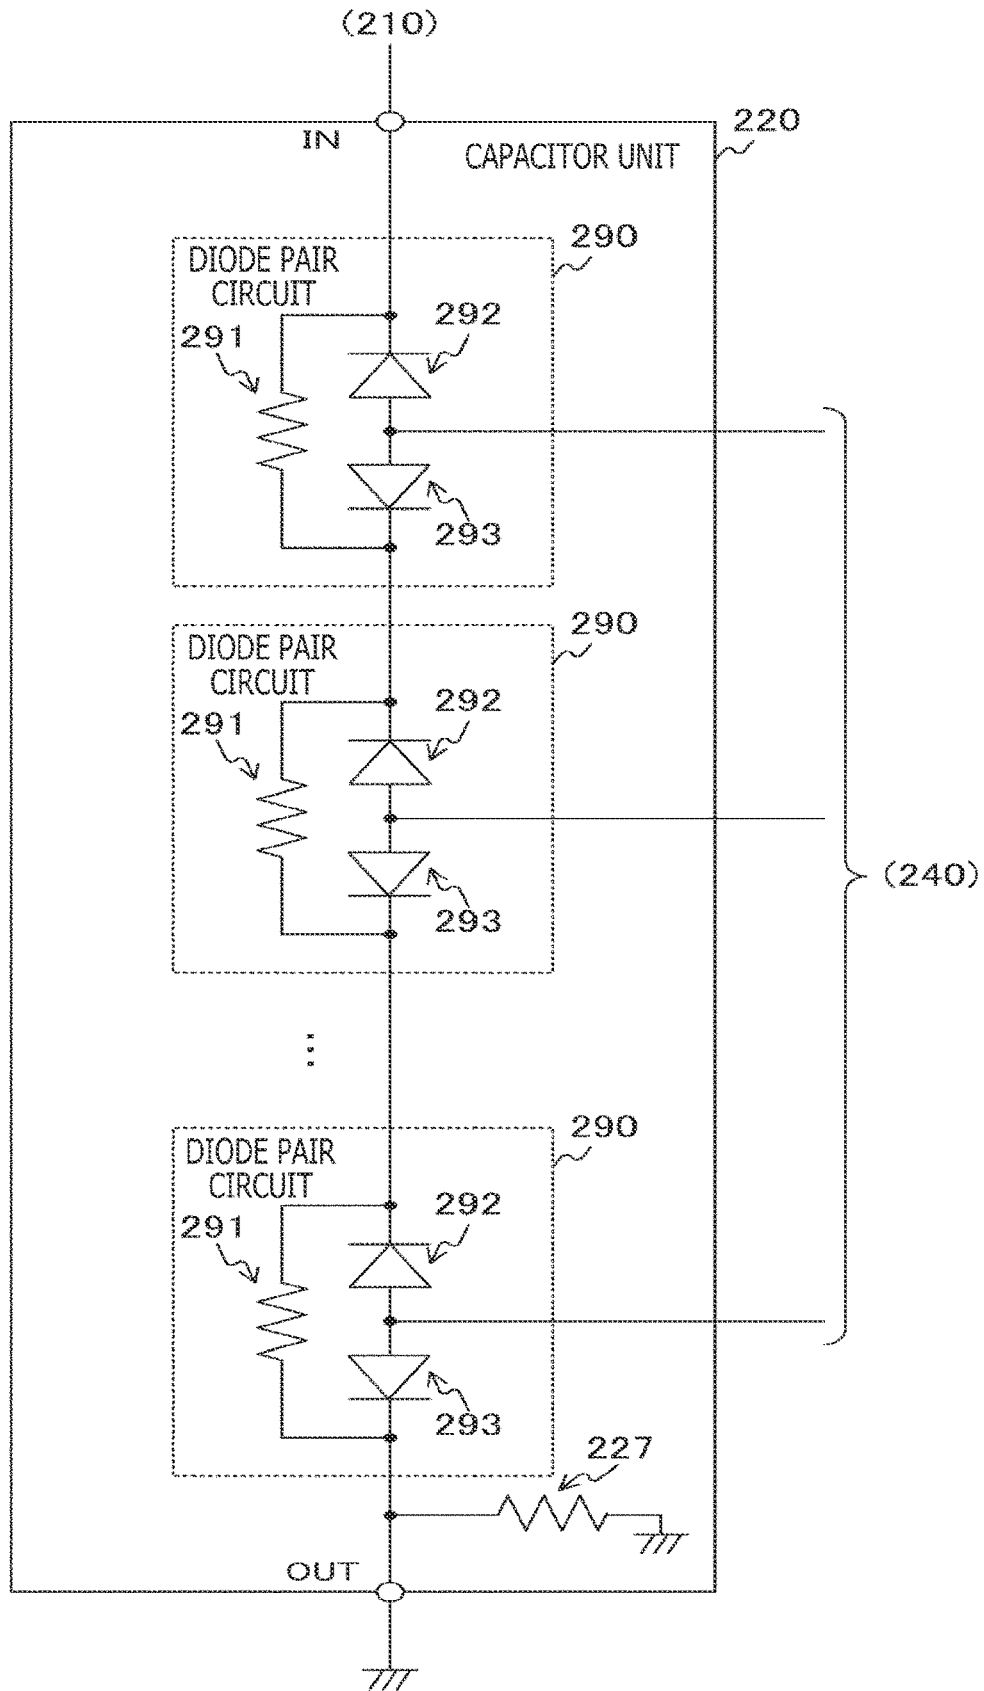 (210)
IN
220
CAPACITOR UNIT
290
DIODE PAIR
CIRCUIT
291
292
293
290
DIODE PAIR
CIRCUIT
291
292
293
(240)
290
DIODE PAIR
CIRCUIT
291
292
293
227
OUT